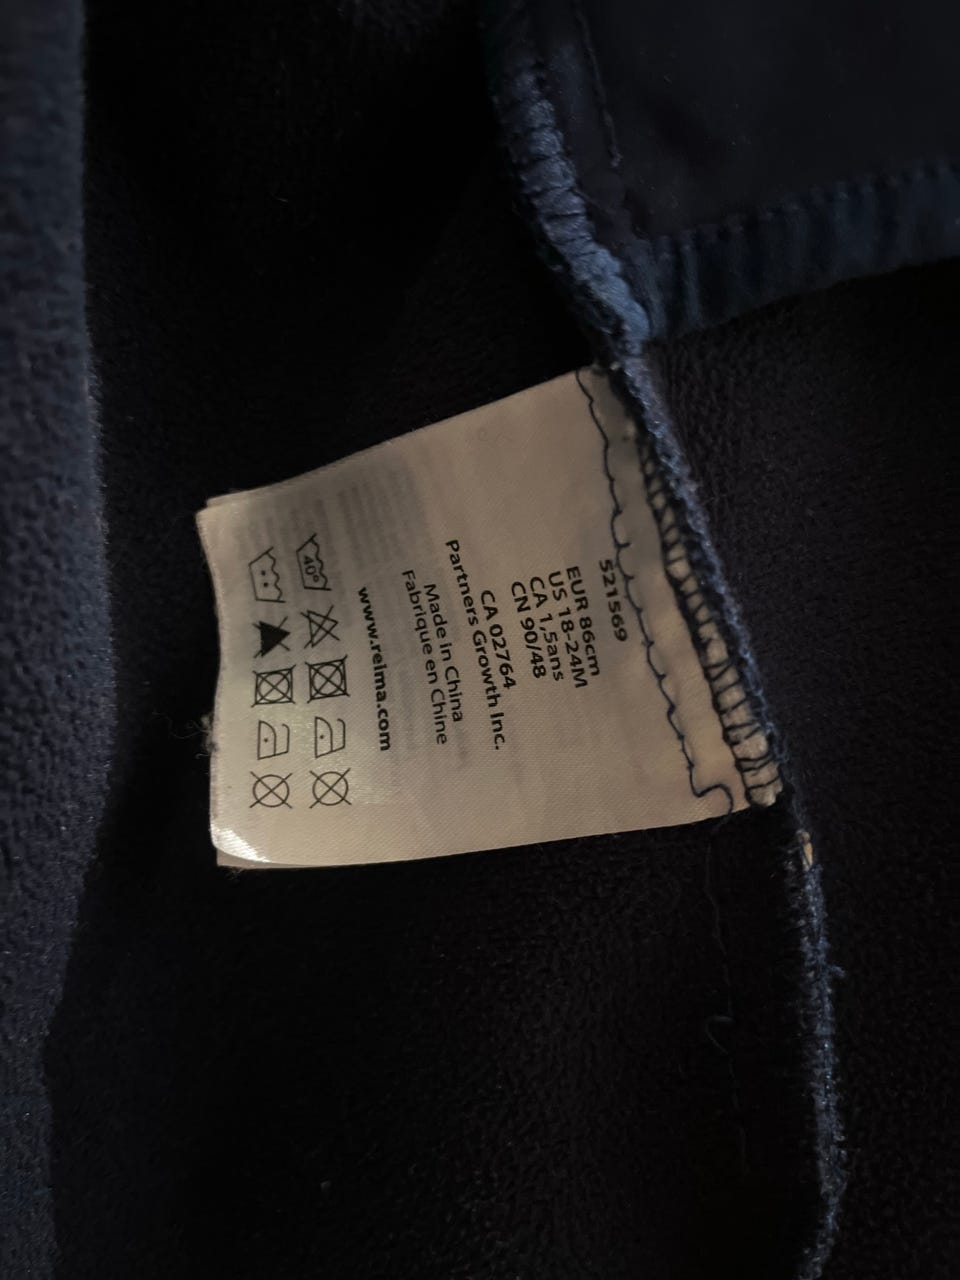 521569
EUR 86cm
US 18-24M
CA 1,5ans
CN 90/48
CA 02764
Partners Growth Inc.
Made in China
Fabrique en Chine
www.reima.com
40°